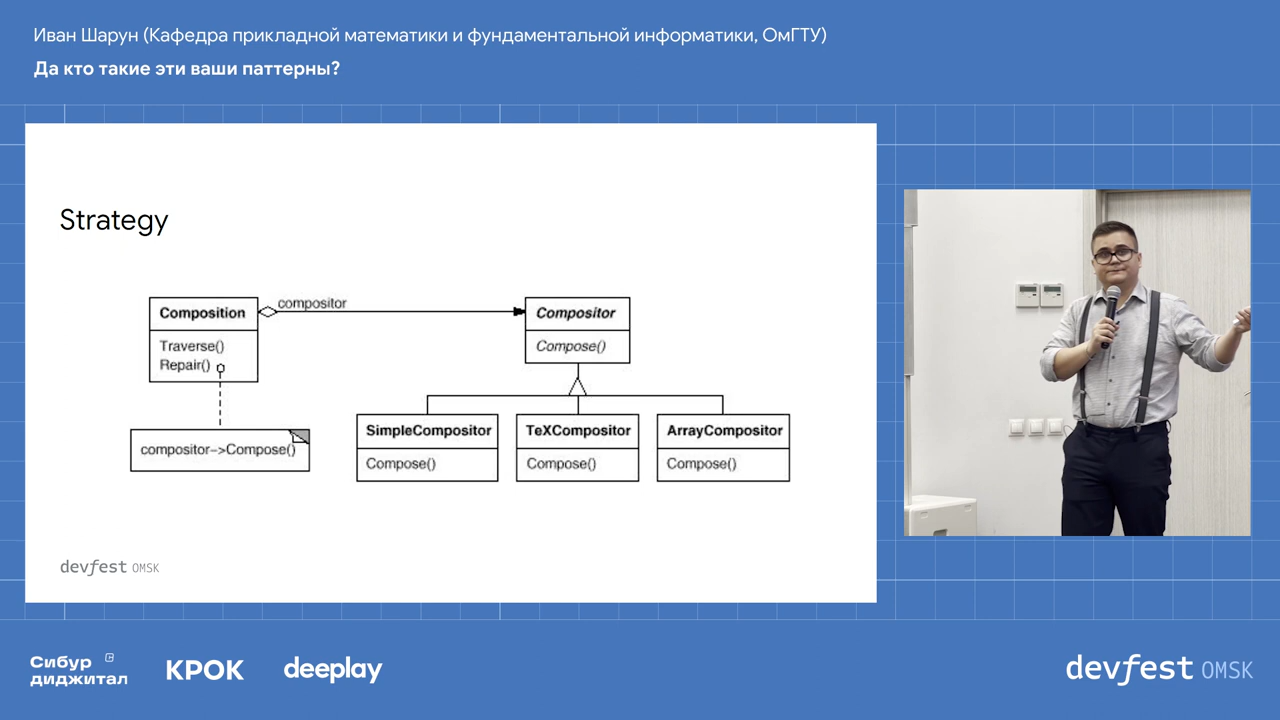 Иван Шарун (Кафедра прикладной математики и фундаментальной информатики, ОмГТУ)
Да кто такие эти ваши паттерны?
Strategy
Composition
Traverse()
Repair()
compositor
Compositor
Compose()
compositor->Compose()
SimpleCompositor
Compose()
TeXCompositor
Compose()
ArrayCompositor
Compose()
devfest OMSK
Сибур
диджитал
КРОК
deeplay
devfest OMSK